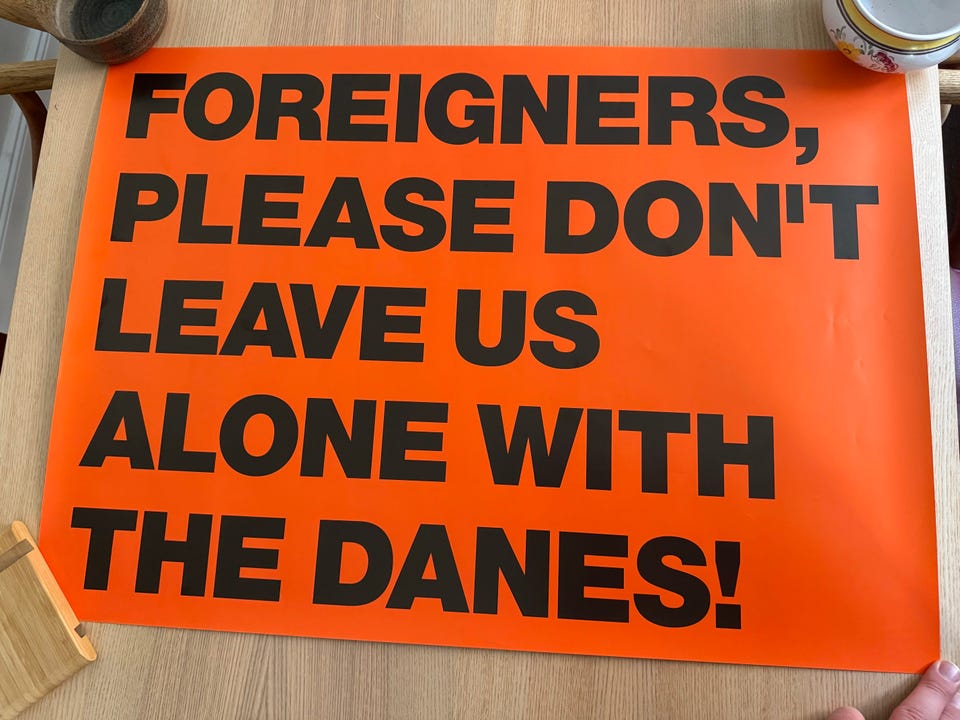 FOREIGNERS,
PLEASE DON'T
LEAVE US
ALONE WITH
THE DANES!